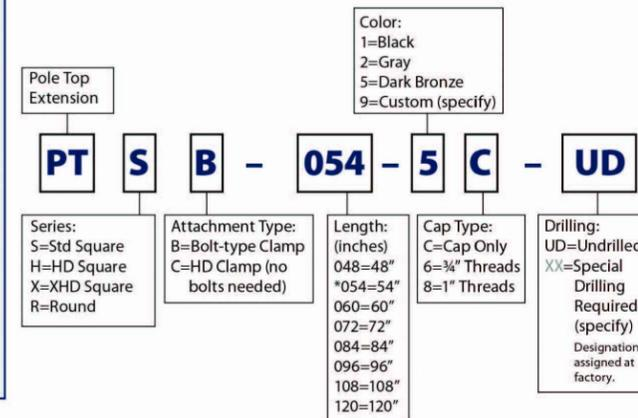 Color:
1=Black
2=Gray
5=Dark Bronze
9=Custom (specify)
Pole Top
Extension
PT S B – 054 – 5 C – UD
Series:
S=Std Square
H=HD Square
X=XHD Square
R=Round
Attachment Type:
B=Bolt-type Clamp
C=HD Clamp (no
bolts needed)
Length:
(inches)
048=48"
*054=54"
060=60"
072=72"
084=84"
096=96"
108=108"
120=120"
Cap Type:
C=Cap Only
6=¾" Threads
8=1" Threads
Drilling:
UD=Undrilled
XX=Special
Drilling
Required
(specify)
Designation
assigned at
factory.